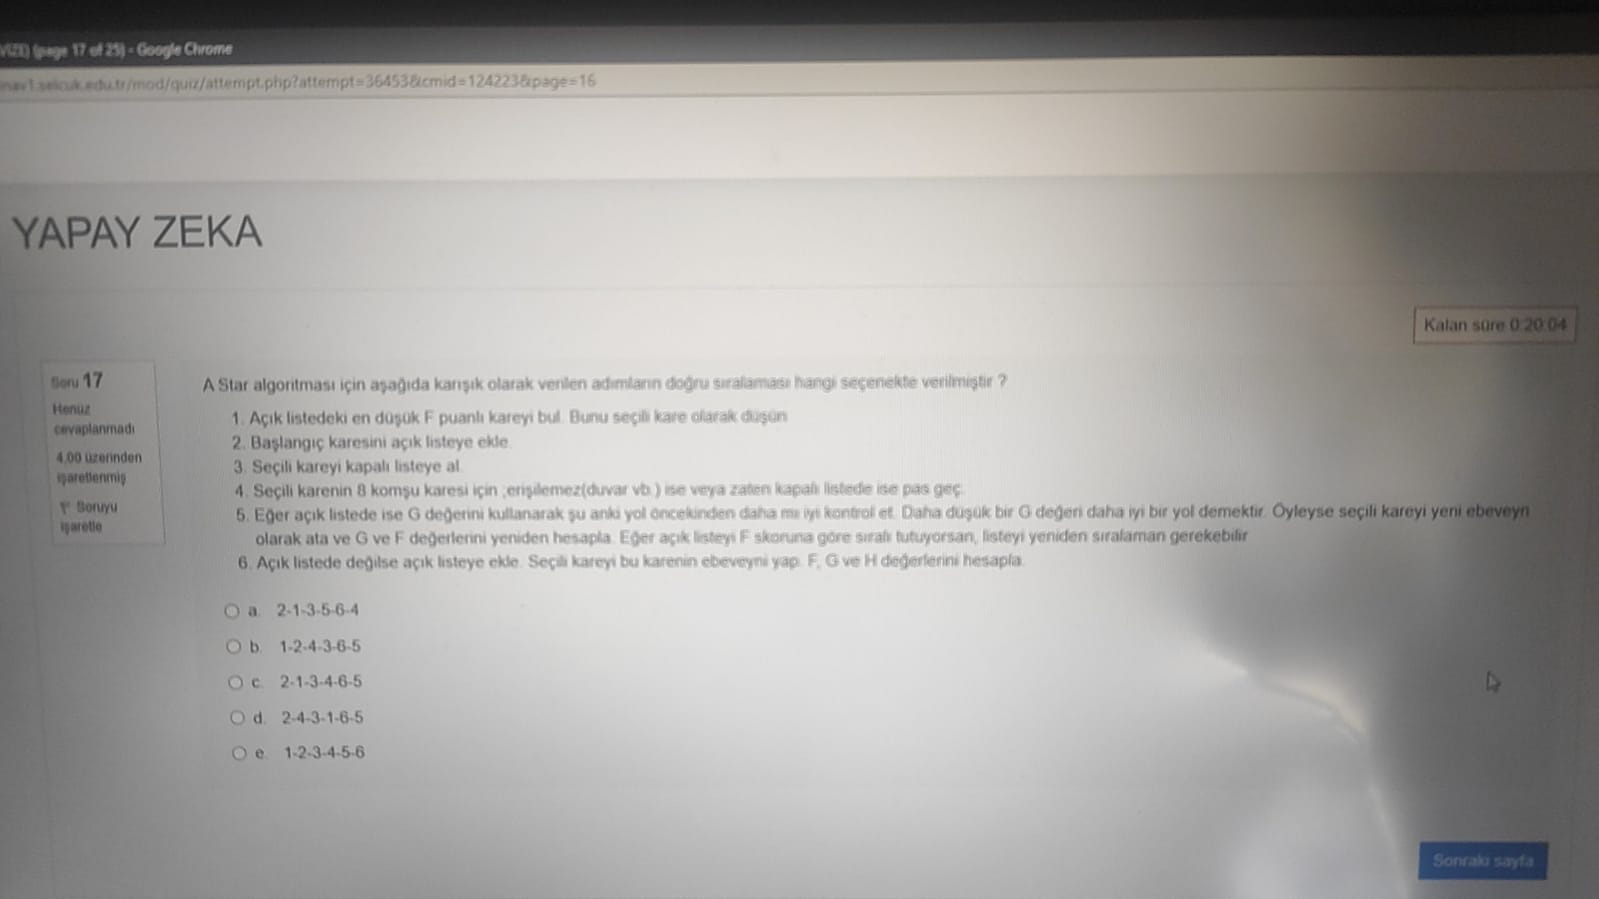 (page 17 of 25) - Google Chrome
selcuk.edu.tr/mod/quiz/attempt.php?attempt=36453&cmid=124223&page=16
YAPAY ZEKA
Kalan süre 0:20:04
Soru 17
Henüz
cevaplanmadı
4,00 üzerinden
işaretlenmiş
Soruyu
işaretle
A Star algoritması için aşağıda karışık olarak verilen adımların doğru sıralaması hangi seçenekte verilmiştir ?
1. Açık listedeki en düşük F puanlı kareyi bul. Bunu seçili kare olarak düşün
2. Başlangıç karesini açık listeye ekle.
3. Seçili kareyi kapalı listeye al.
4. Seçili karenin 8 komşu karesi için ;erişilemez(duvar vb.) ise veya zaten kapalı listede ise pas geç.
5. Eğer açık listede ise G değerini kullanarak şu anki yol öncekinden daha mı iyi kontrol et. Daha düşük bir G değeri daha iyi bir yol demektir. Öyleyse seçili kareyi yeni ebeveyn
olarak ata ve G ve F değerlerini yeniden hesapla. Eğer açık listeyi F skoruna göre sıralı tutuyorsan, listeyi yeniden sıralaman gerekebilir
6. Açık listede değilse açık listeye ekle. Seçili kareyi bu karenin ebeveyni yap. F, G ve H değerlerini hesapla.
a. 2-1-3-5-6-4
b. 1-2-4-3-6-5
c. 2-1-3-4-6-5
d. 2-4-3-1-6-5
e. 1-2-3-4-5-6
Sonraki sayfa